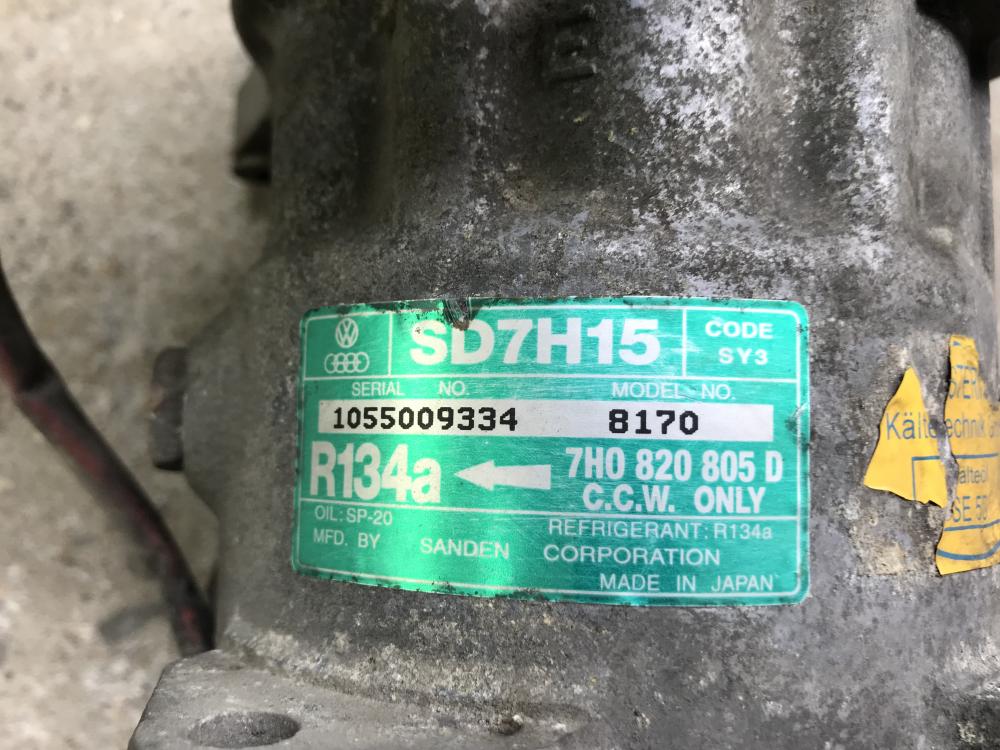 SD7H15
CODE
SY3
SERIAL NO.
MODEL NO.
1055009334
8170
R134a
7H0 820 805 D
C.C.W. ONLY
OIL: SP-20
REFRIGERANT: R134a
MFD. BY SANDEN CORPORATION
MADE IN JAPAN